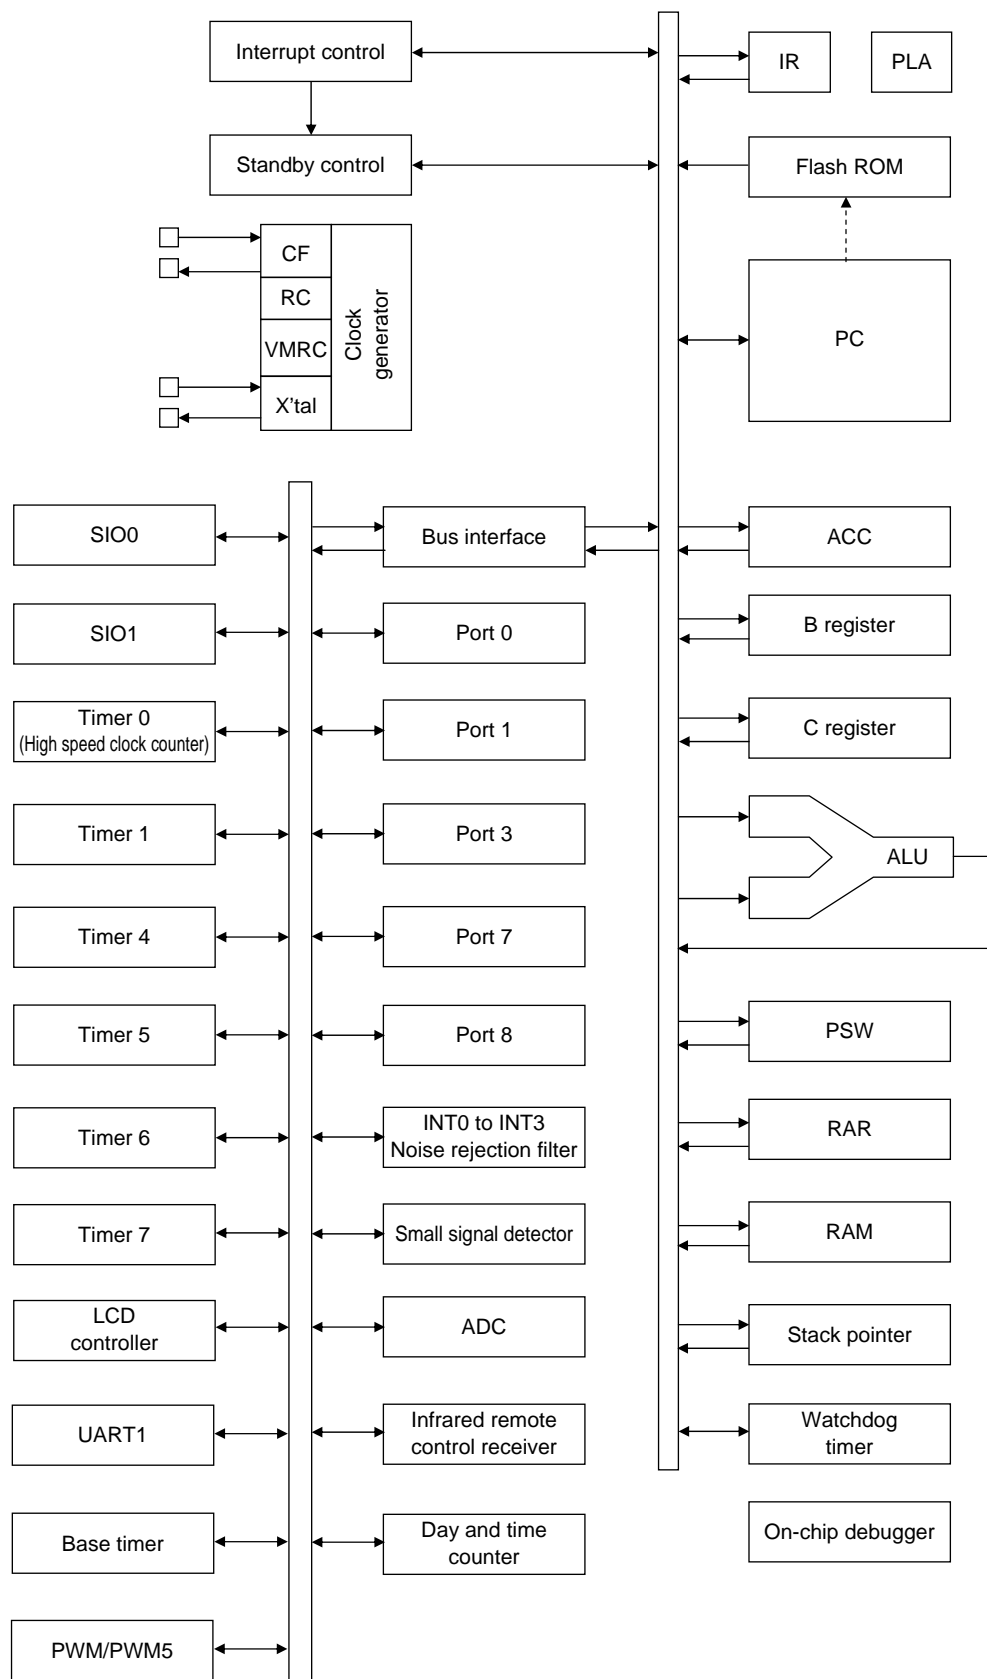 Interrupt control
IR
PLA
Standby control
Flash ROM
CF
RC
VMRC
X'tal
Clock
generator
PC
SIO0
Bus interface
ACC
SIO1
Port 0
B register
Timer 0
(High speed clock counter)
Port 1
C register
Timer 1
Port 3
ALU
Timer 4
Port 7
Timer 5
Port 8
PSW
Timer 6
INT0 to INT3
Noise rejection filter
RAR
Timer 7
Small signal detector
RAM
LCD
controller
ADC
Stack pointer
UART1
Infrared remote
control receiver
Watchdog
timer
Base timer
Day and time
counter
On-chip debugger
PWM/PWM5